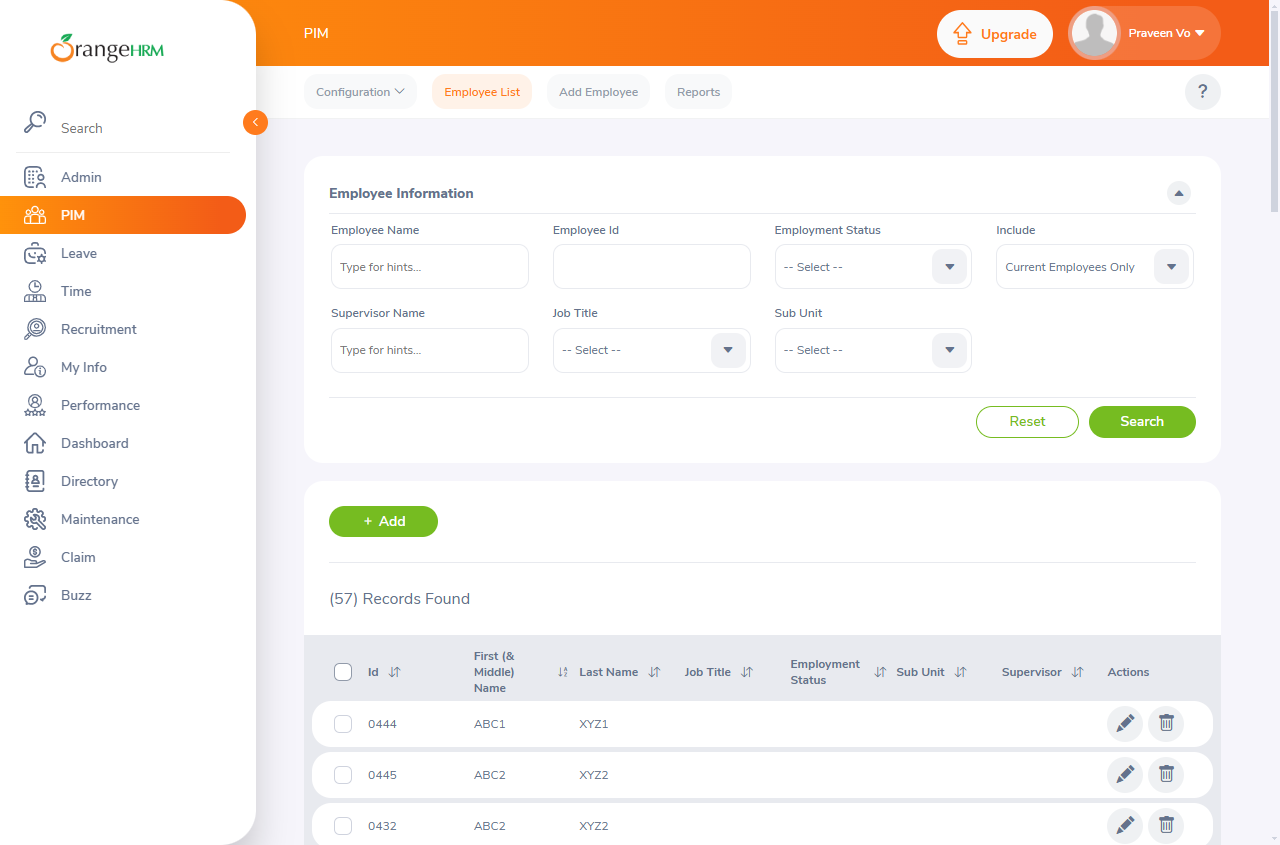 OrangeHRM
PIM
Upgrade
Praveen Vo
Configuration
Employee List
Add Employee
Reports
?
Search
Admin
PIM
Leave
Time
Recruitment
My Info
Performance
Dashboard
Directory
Maintenance
Claim
Buzz
Employee Information
Employee Name
Employee Id
Employment Status
Include
Type for hints...
-- Select --
Current Employees Only
Supervisor Name
Job Title
Sub Unit
Type for hints...
-- Select --
-- Select --
Reset
Search
+ Add
(57) Records Found
Id
First (& Middle) Name
Last Name
Job Title
Employment Status
Sub Unit
Supervisor
Actions
0444 ABC1 XYZ1
0445 ABC2 XYZ2
0432 ABC2 XYZ2